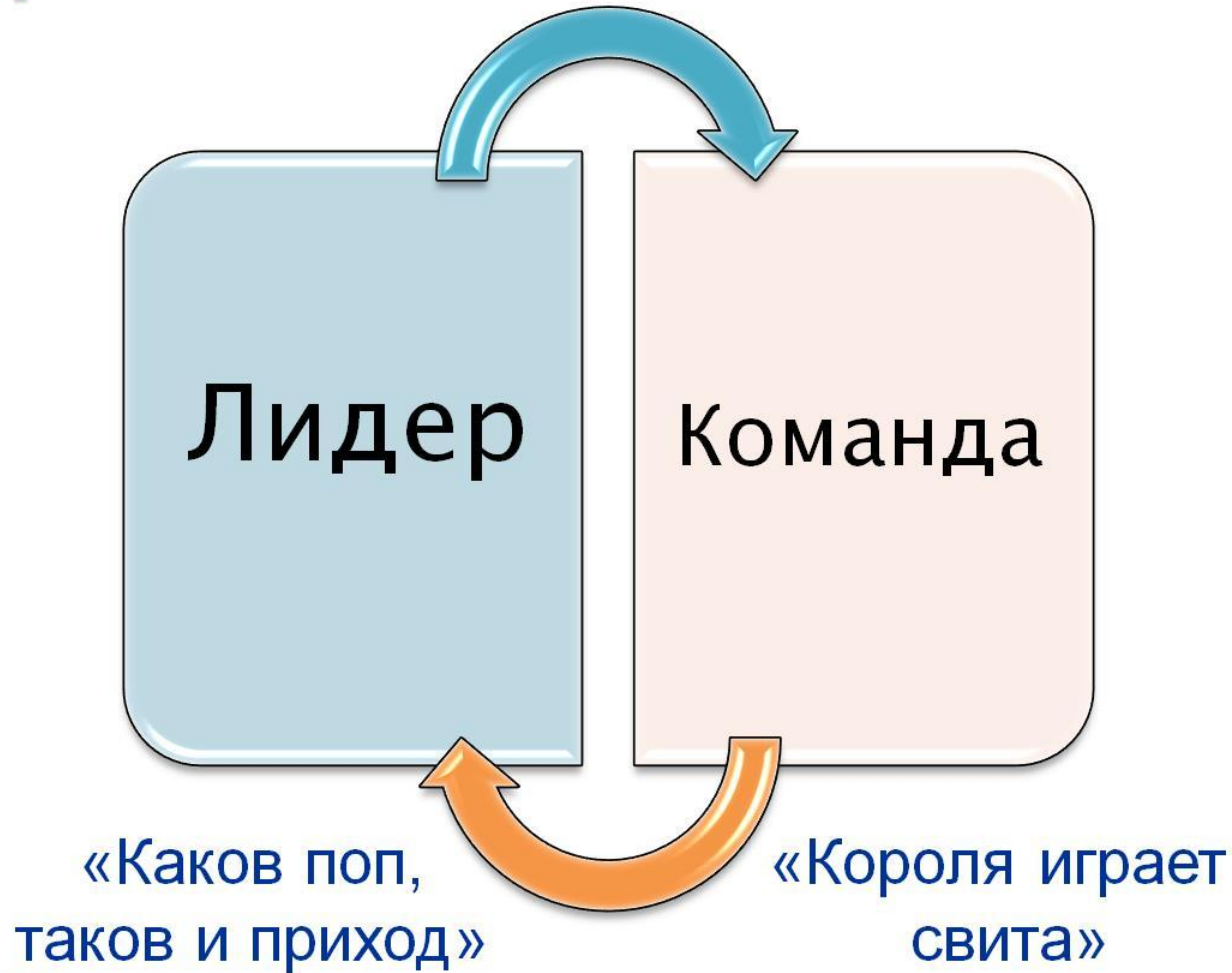 Лидер
Команда
«Каков поп,
таков и приход»
«Короля играет
свита»